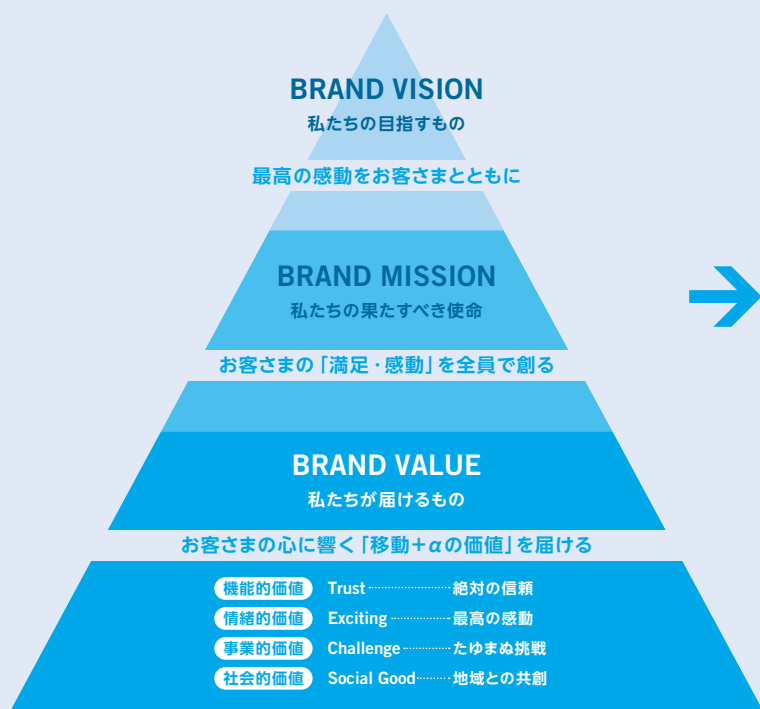 BRAND VISION
私たちの目指すもの
最高の感動をお客さまとともに
BRAND MISSION
私たちの果たすべき使命
お客さまの「満足・感動」を全員で創る
BRAND VALUE
私たちが届けるもの
お客さまの心に響く「移動+αの価値」を届ける
機能的価値 Trust 絶対の信頼
情緒的価値 Exciting 最高の感動
事業的価値 Challenge たゆまぬ挑戦
社会的価値 Social Good 地域との共創